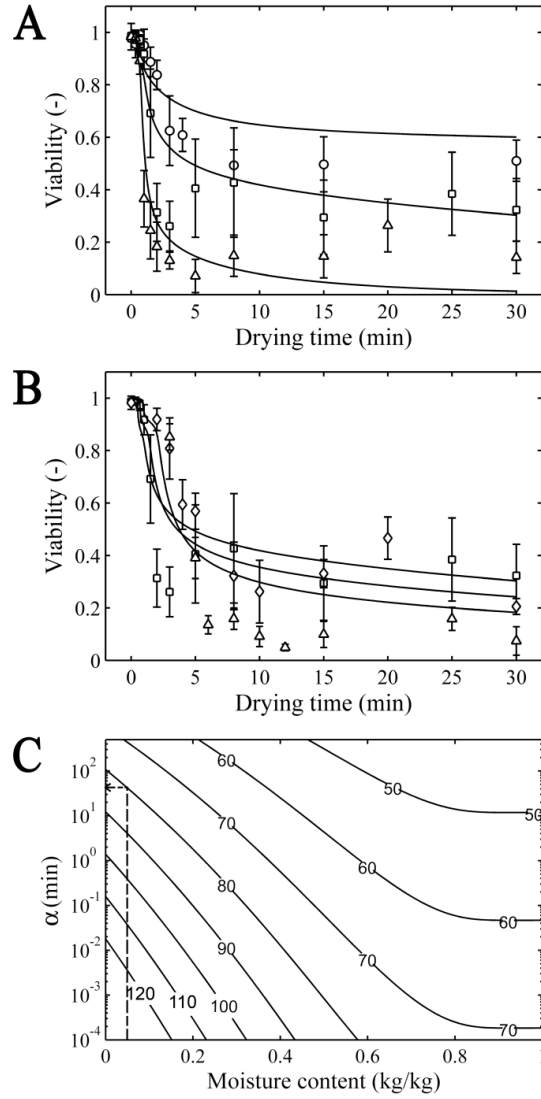 A
Viability (-)
1
0.8
0.6
0.4
0.2
0
0 5 10 15 20 25 30
Drying time (min)
B
Viability (-)
1
0.8
0.6
0.4
0.2
0
0 5 10 15 20 25 30
Drying time (min)
C
α (min)
10²
10¹
10⁰
10⁻¹
10⁻²
10⁻³
10⁻⁴
60
50
50
70
60
60
80
70
90
100
110
120
70
0 0.2 0.4 0.6 0.8 1
Moisture content (kg/kg)